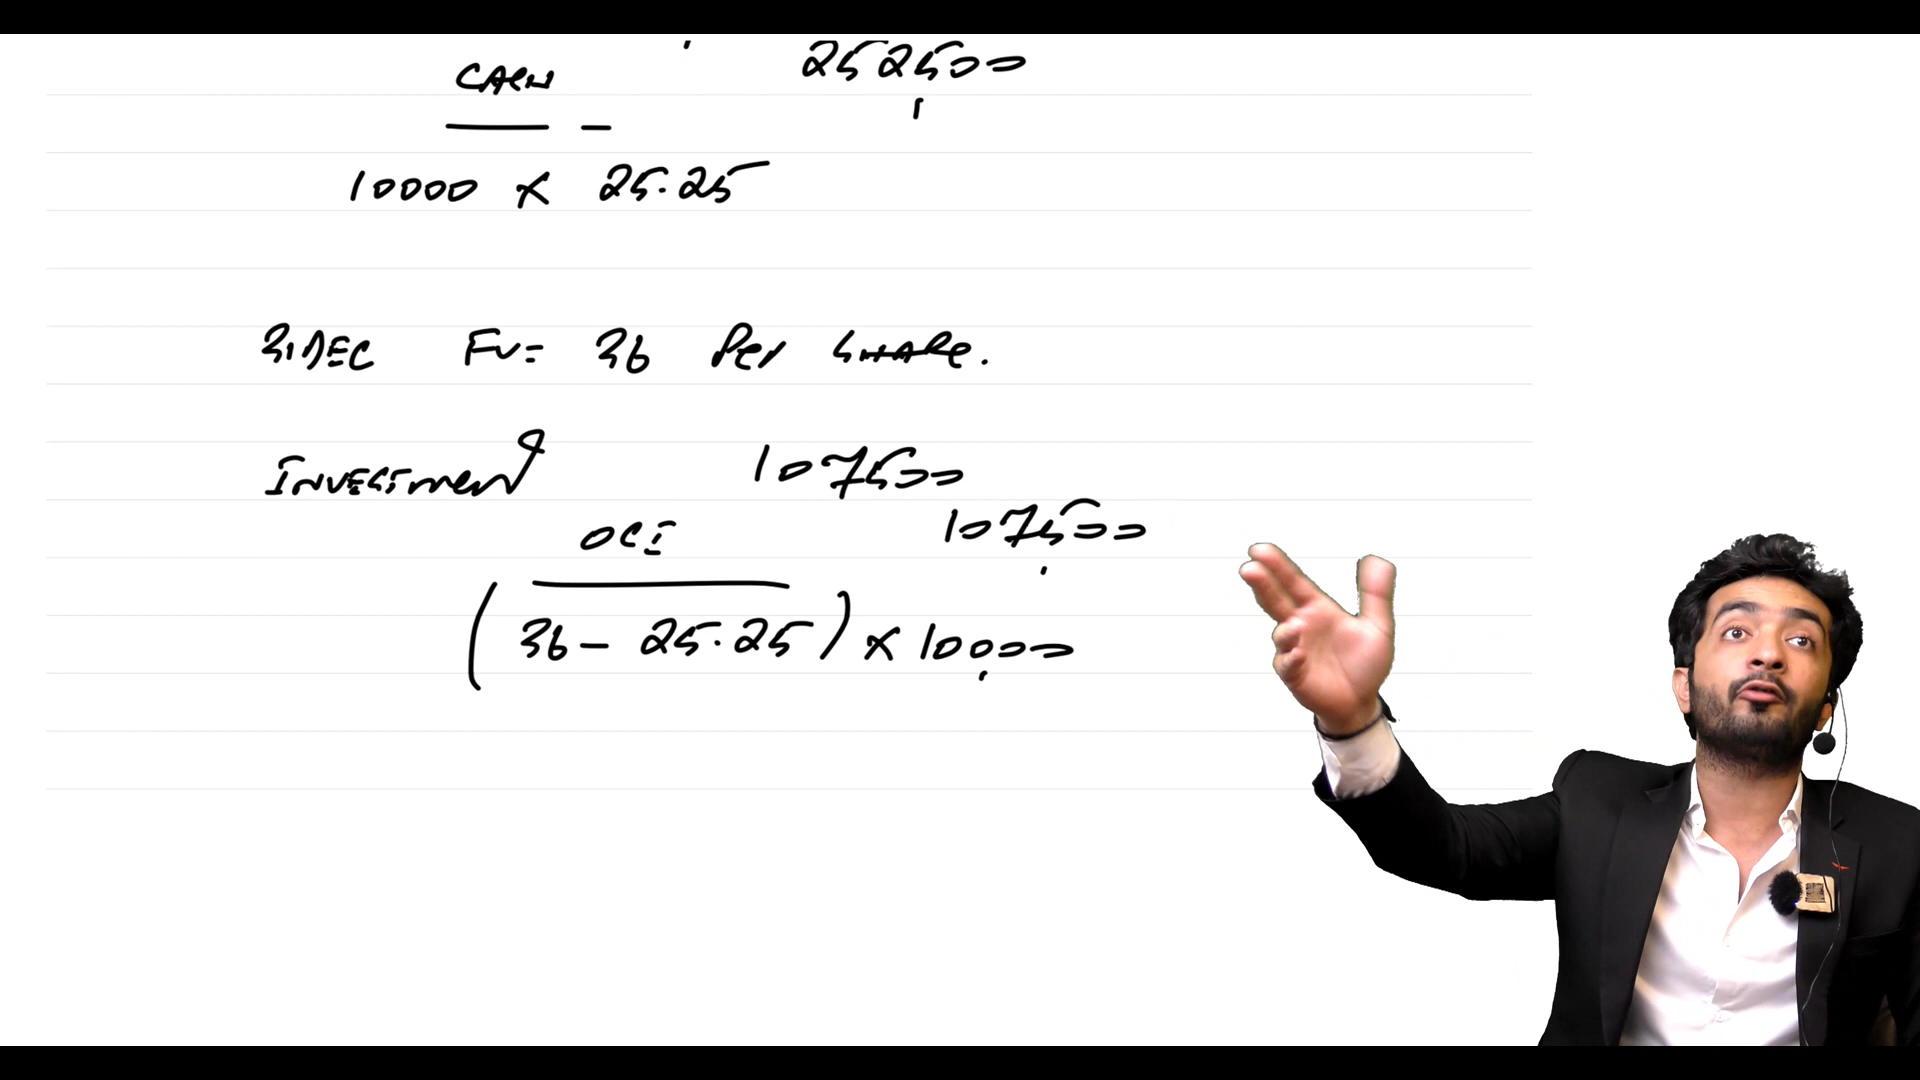 252500
CASH
10000 x 25.25
31 DEC FV= 36 Per SHARE.
INVESTMENT 107500
OCI 107500
(36 - 25.25) x 10000